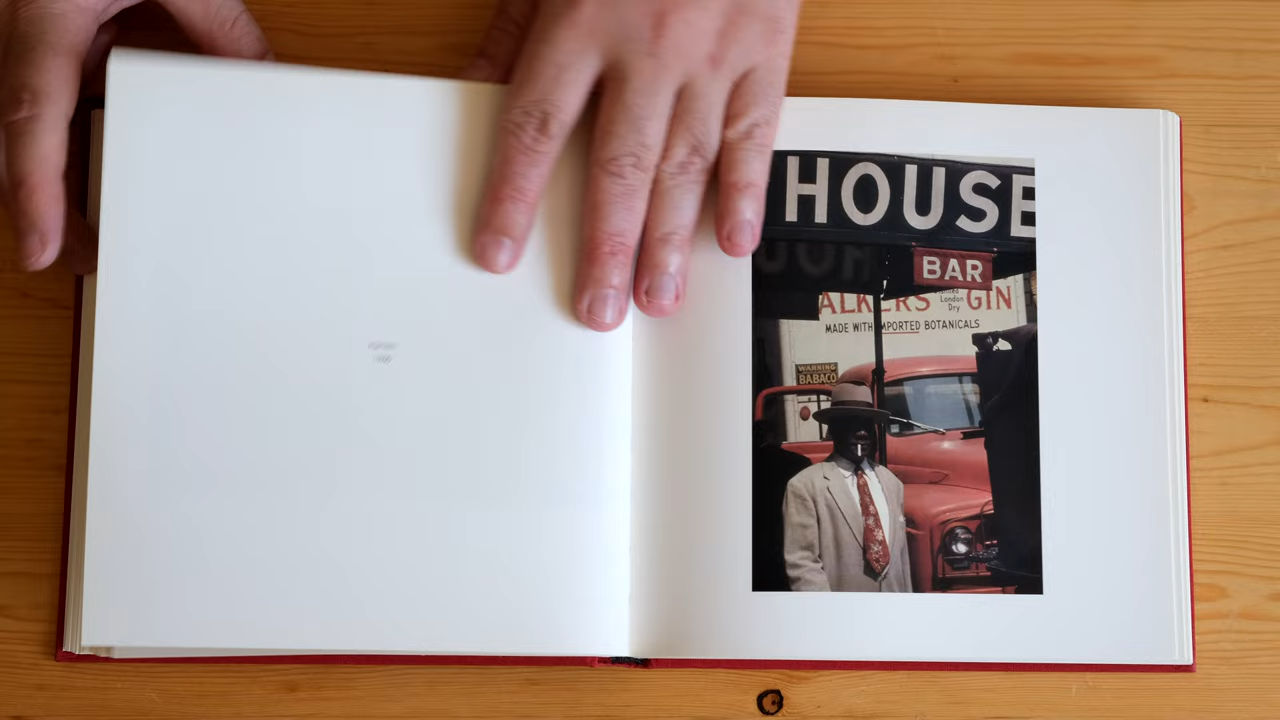 HOUSE
BAR
ALKERS GIN
London
Dry
MADE WITH IMPORTED BOTANICALS
WARNING
BABACO